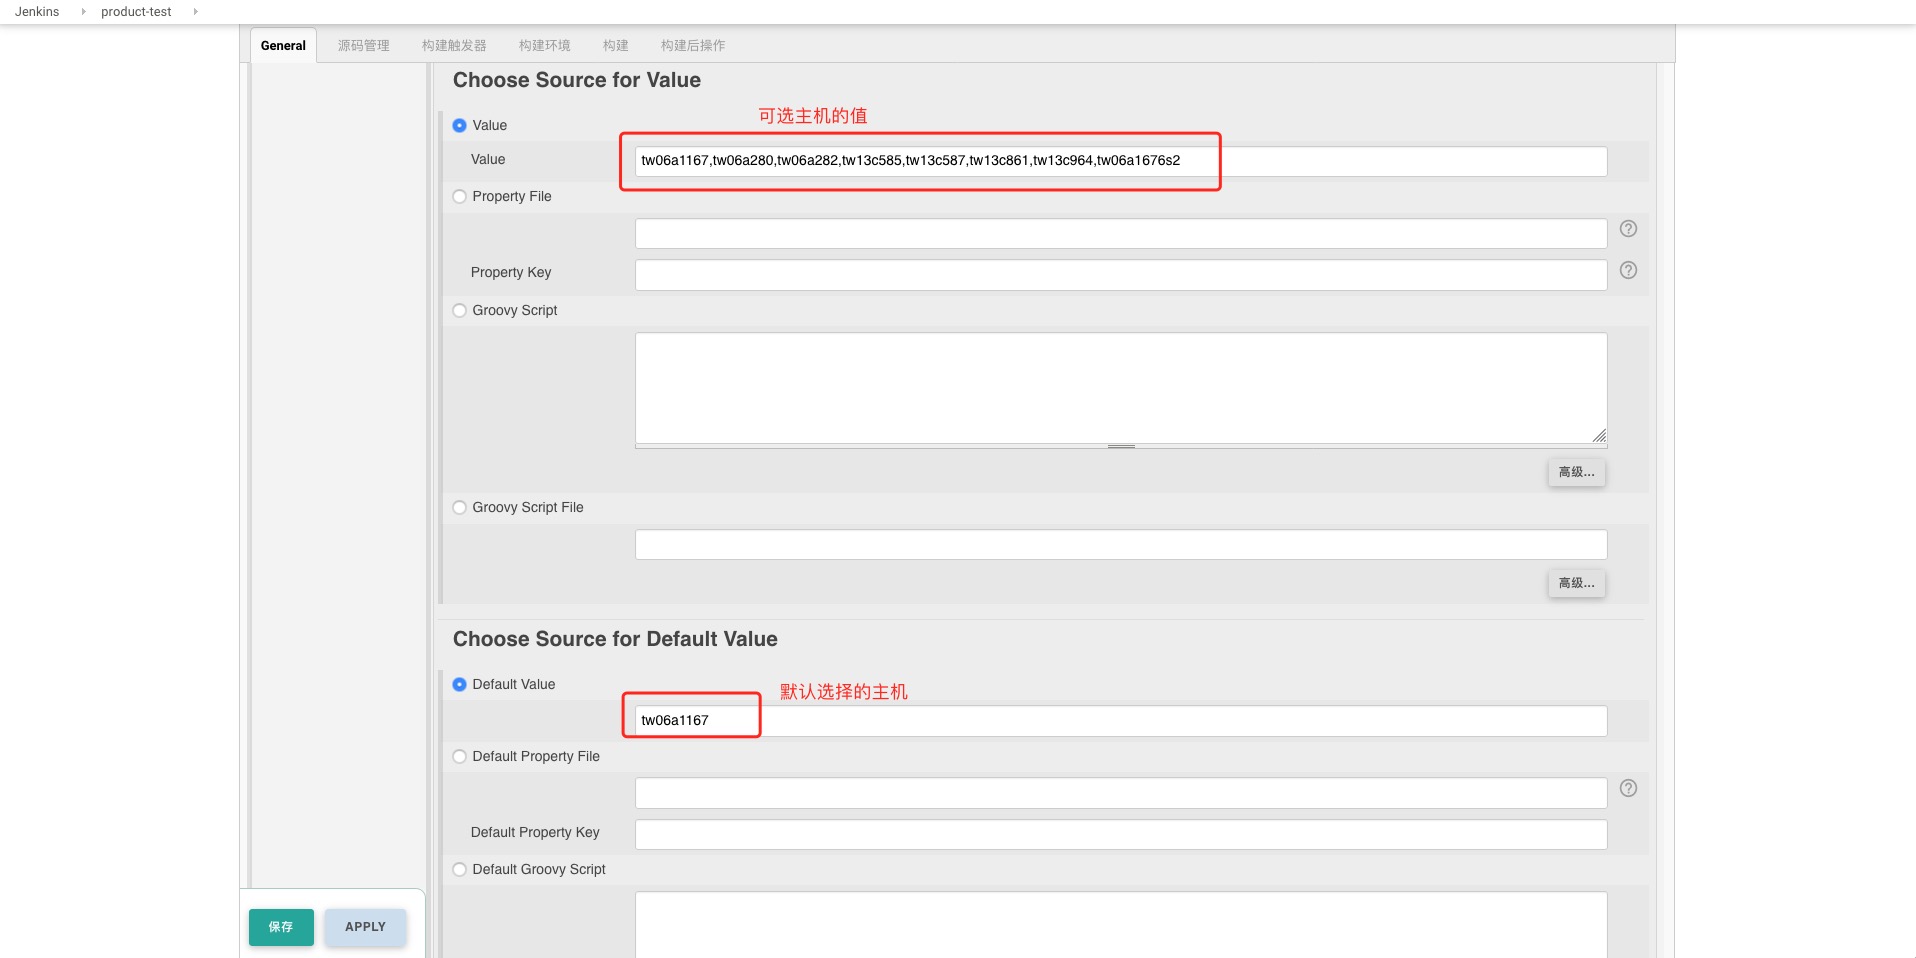 Jenkins product-test
General 源码管理 构建触发器 构建环境 构建 构建后操作
Choose Source for Value
可选主机的值
Value
Value tw06a1167,tw06a280,tw06a282,tw13c585,tw13c587,tw13c861,tw13c964,tw06a1676s2
Property File
Property Key
Groovy Script
高级...
Groovy Script File
高级...
Choose Source for Default Value
Default Value
默认选择的主机
tw06a1167
Default Property File
Default Property Key
Default Groovy Script
保存 APPLY